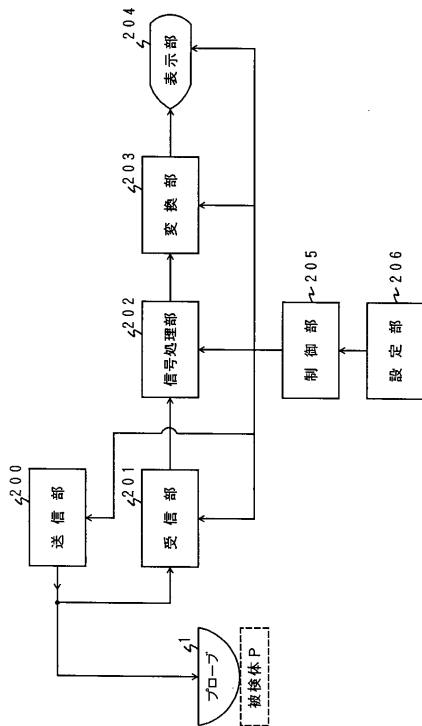 200
送信部
201
受信部
202
信号処理部
203
変換部
204
表示部
205
制御部
206
設定部
1
プローブ
被検体P